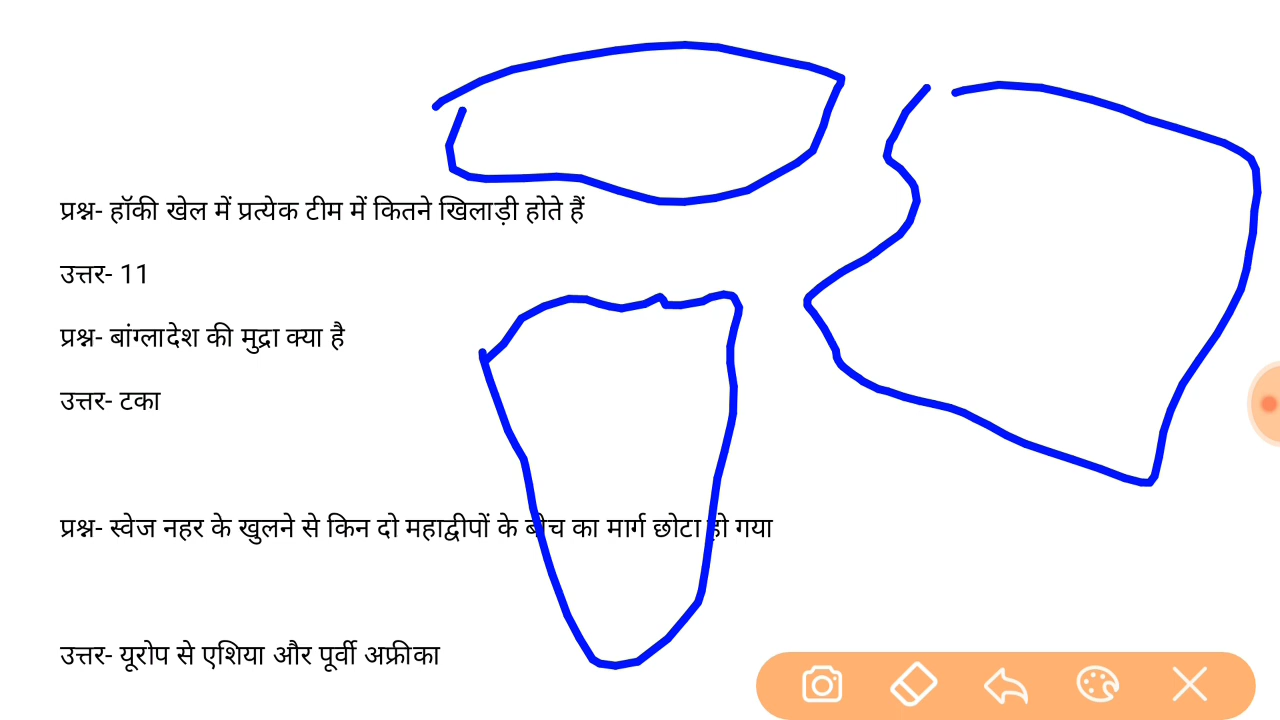 प्रश्न- हॉकी खेल में प्रत्येक टीम में कितने खिलाड़ी होते हैं
उत्तर- 11
प्रश्न- बांग्लादेश की मुद्रा क्या है
उत्तर- टका
प्रश्न- स्वेज नहर के खुलने से किन दो महाद्वीपों के बीच का मार्ग छोटा हो गया
उत्तर- यूरोप से एशिया और पूर्वी अफ्रीका